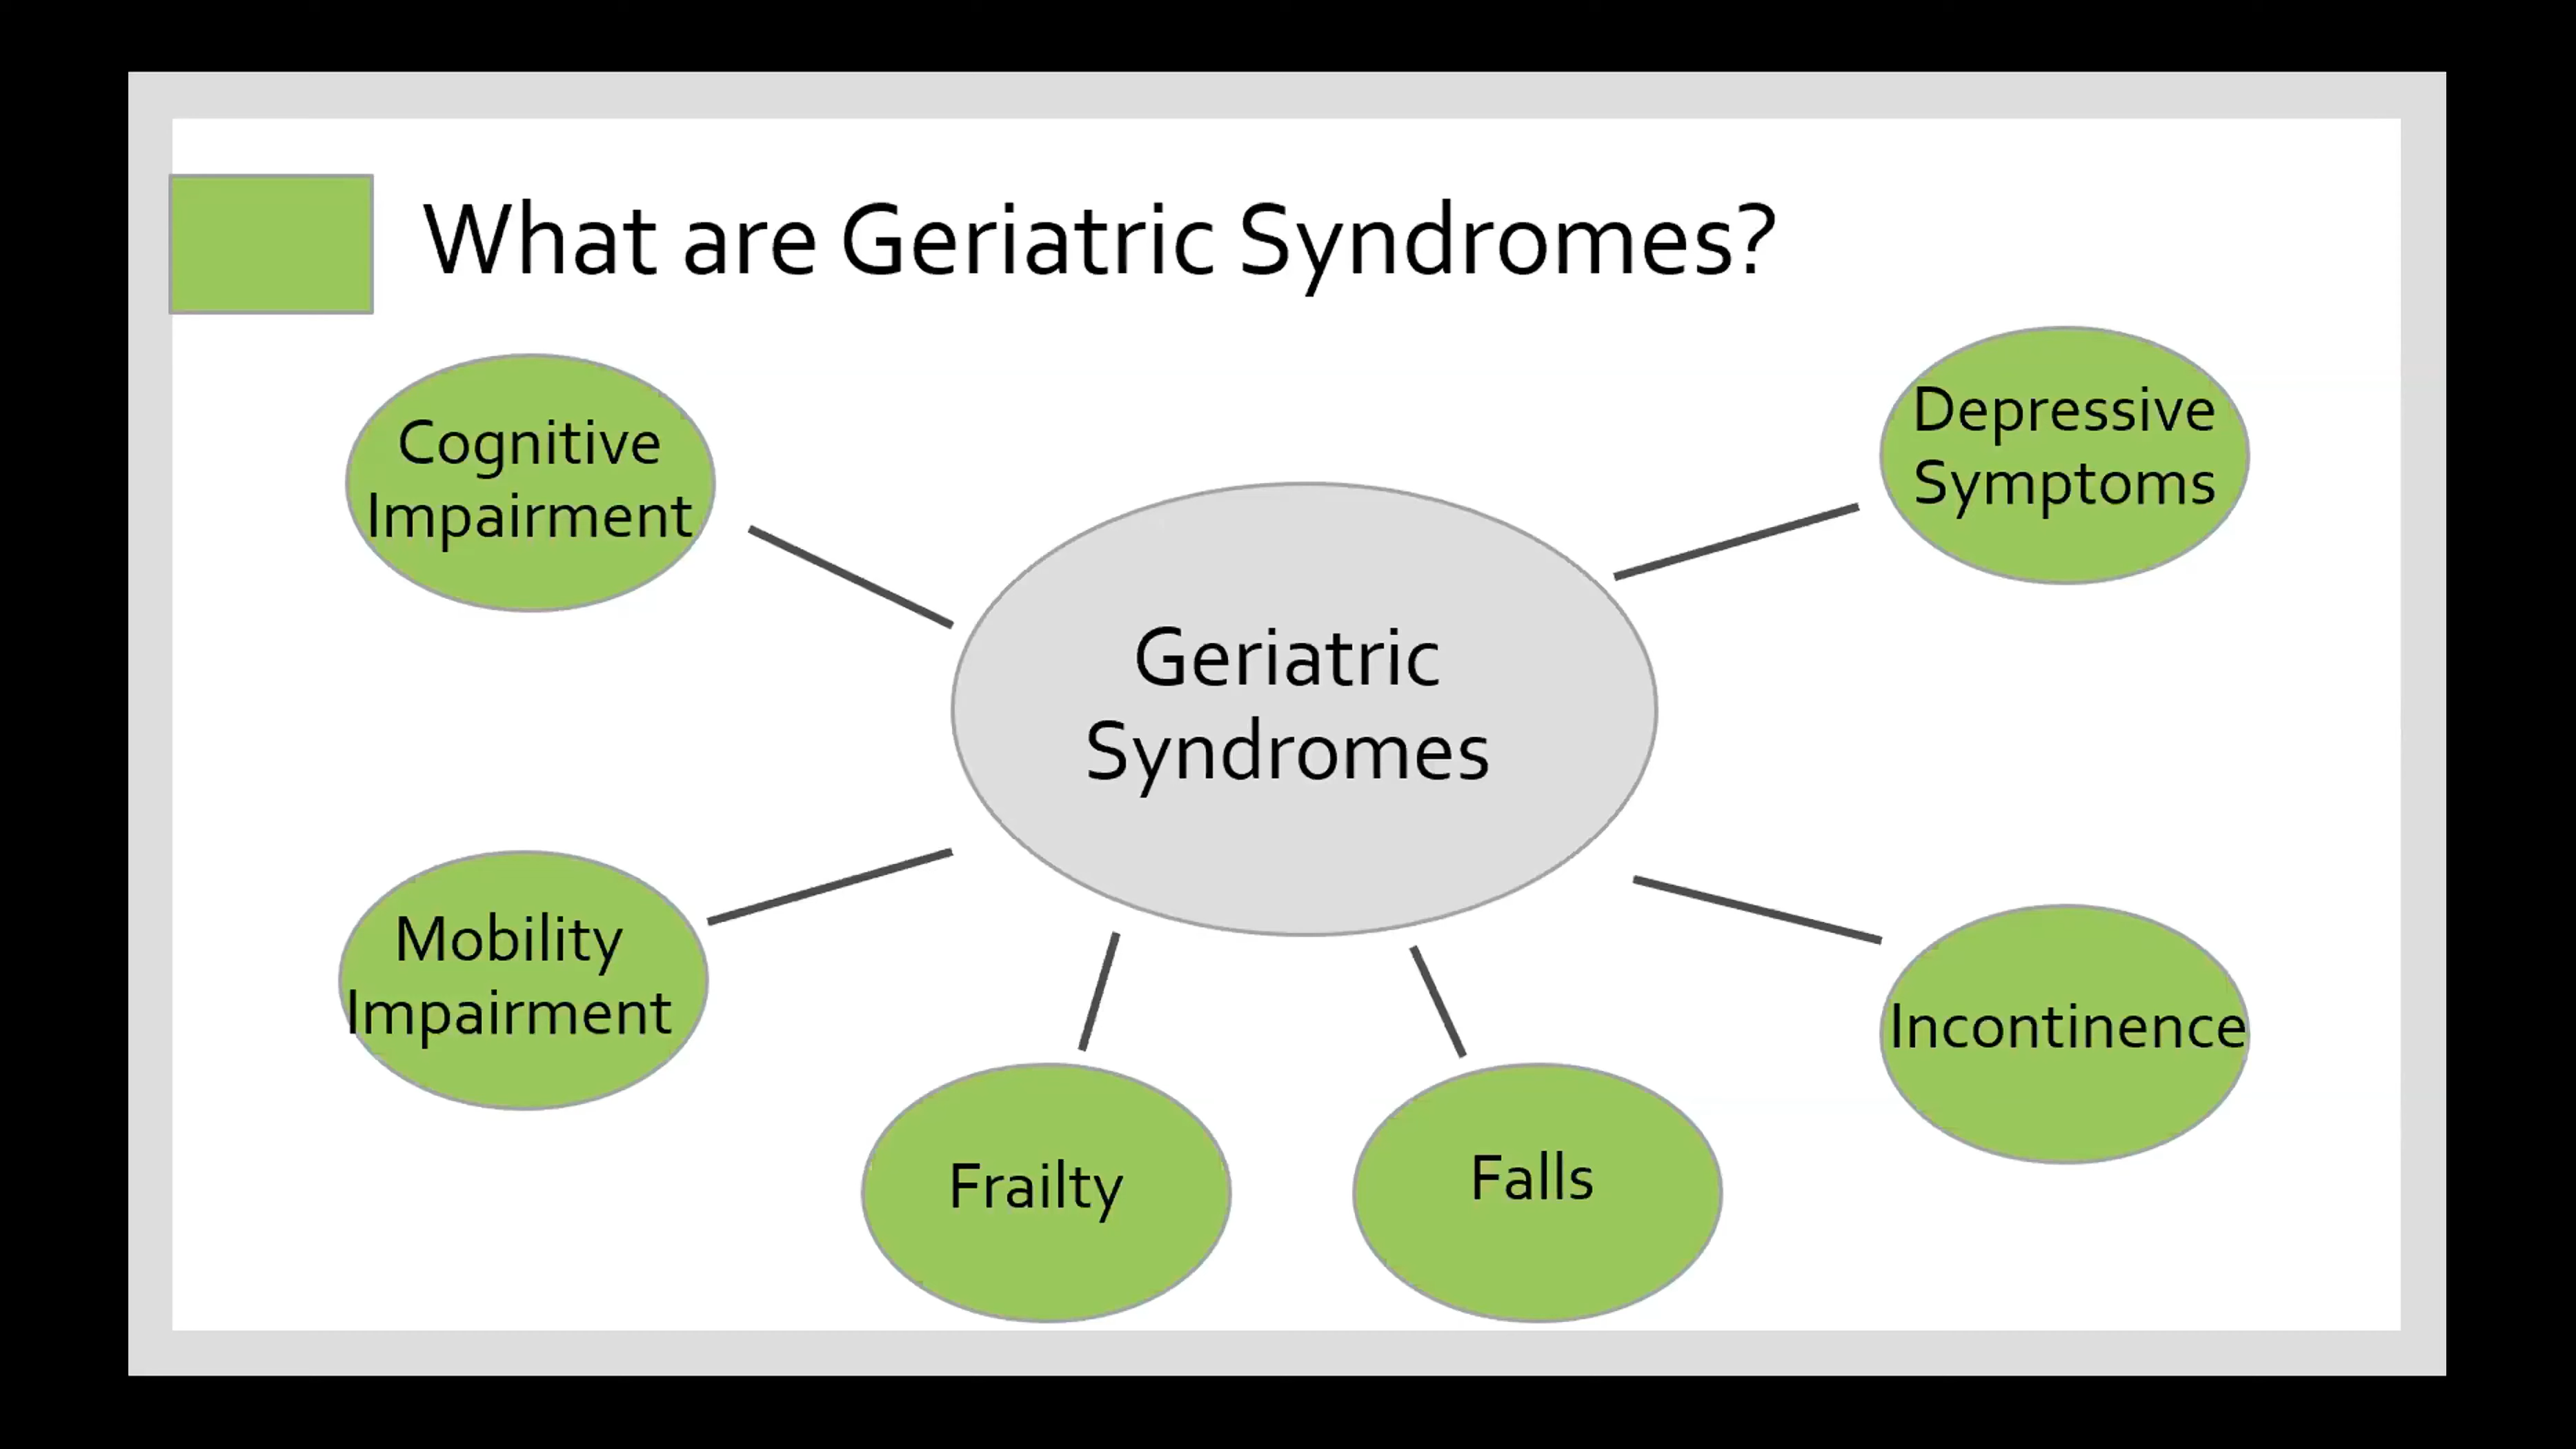 What are Geriatric Syndromes?
Cognitive
Impairment
Depressive
Symptoms
Geriatric
Syndromes
Mobility
Impairment
Frailty
Falls
Incontinence